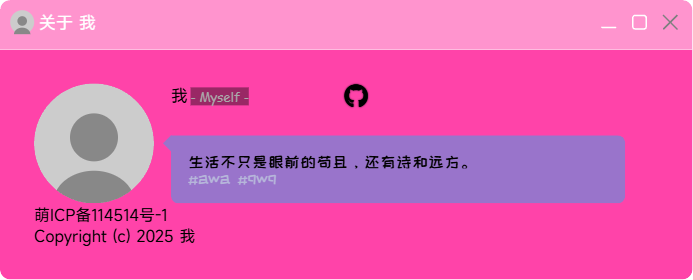 关于 我
我 - Myself -
生活不只是眼前的苟且，还有诗和远方。
#awa #qwq
萌ICP备114514号-1
Copyright (c) 2025 我